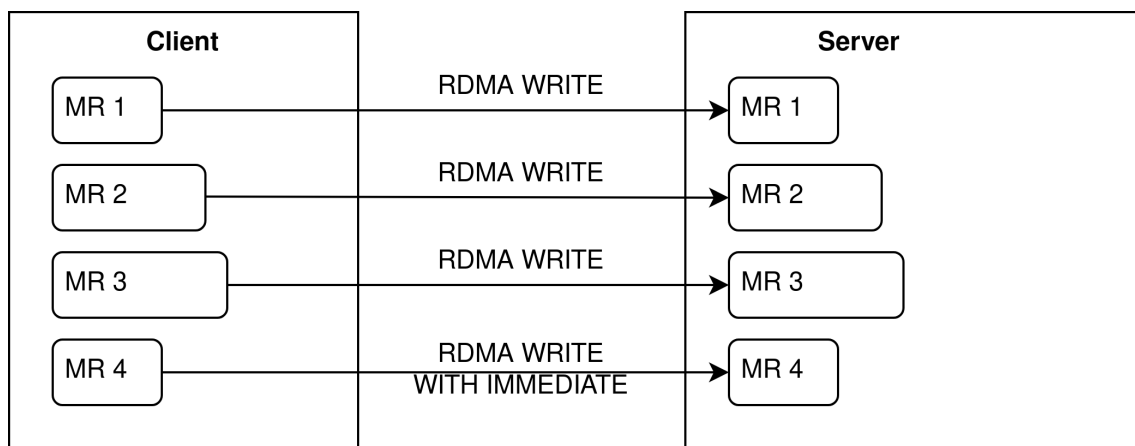 Client
Server
MR 1
RDMA WRITE
MR 1
MR 2
RDMA WRITE
MR 2
MR 3
RDMA WRITE
MR 3
MR 4
RDMA WRITE
WITH IMMEDIATE
MR 4